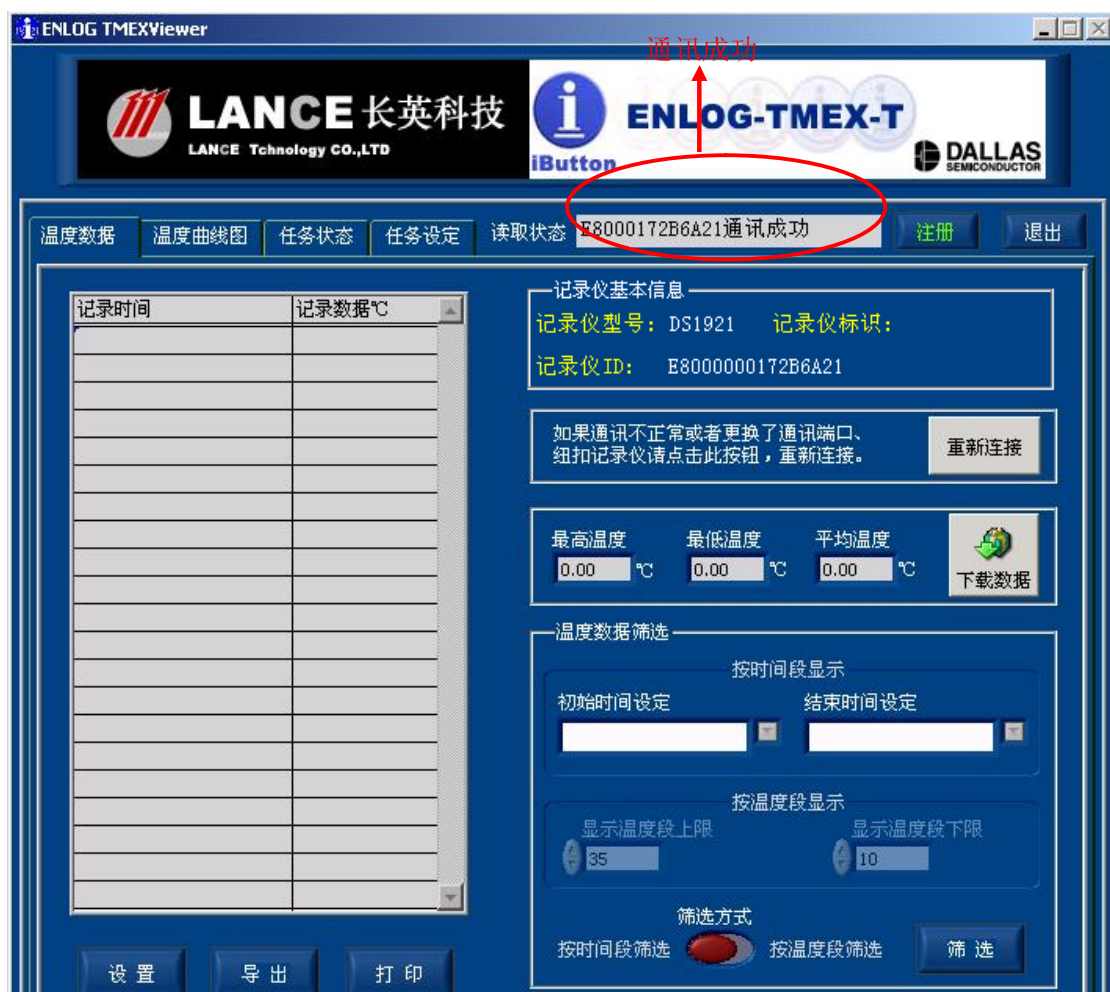 ENLOG TMEXViewer
通讯成功
LANCE 长英科技
LANCE Tchnology CO.,LTD
i
iButton
ENLOG-TMEX-T
DALLAS
SEMICONDUCTOR
温度数据 温度曲线图 任务状态 任务设定 读取状态 E8000172B6A21通讯成功 注册 退出
记录时间 记录数据℃
记录仪基本信息
记录仪型号: DS1921 记录仪标识:
记录仪ID: E8000000172B6A21
如果通讯不正常或者更换了通讯端口、
纽扣记录仪请点击此按钮，重新连接。
重新连接
最高温度 最低温度 平均温度
0.00 ℃ 0.00 ℃ 0.00 ℃
下载数据
温度数据筛选
按时间段显示
初始时间设定 结束时间设定
按温度段显示
显示温度段上限 显示温度段下限
35 10
筛选方式
按时间段筛选 按温度段筛选 筛 选
设 置 导 出 打 印